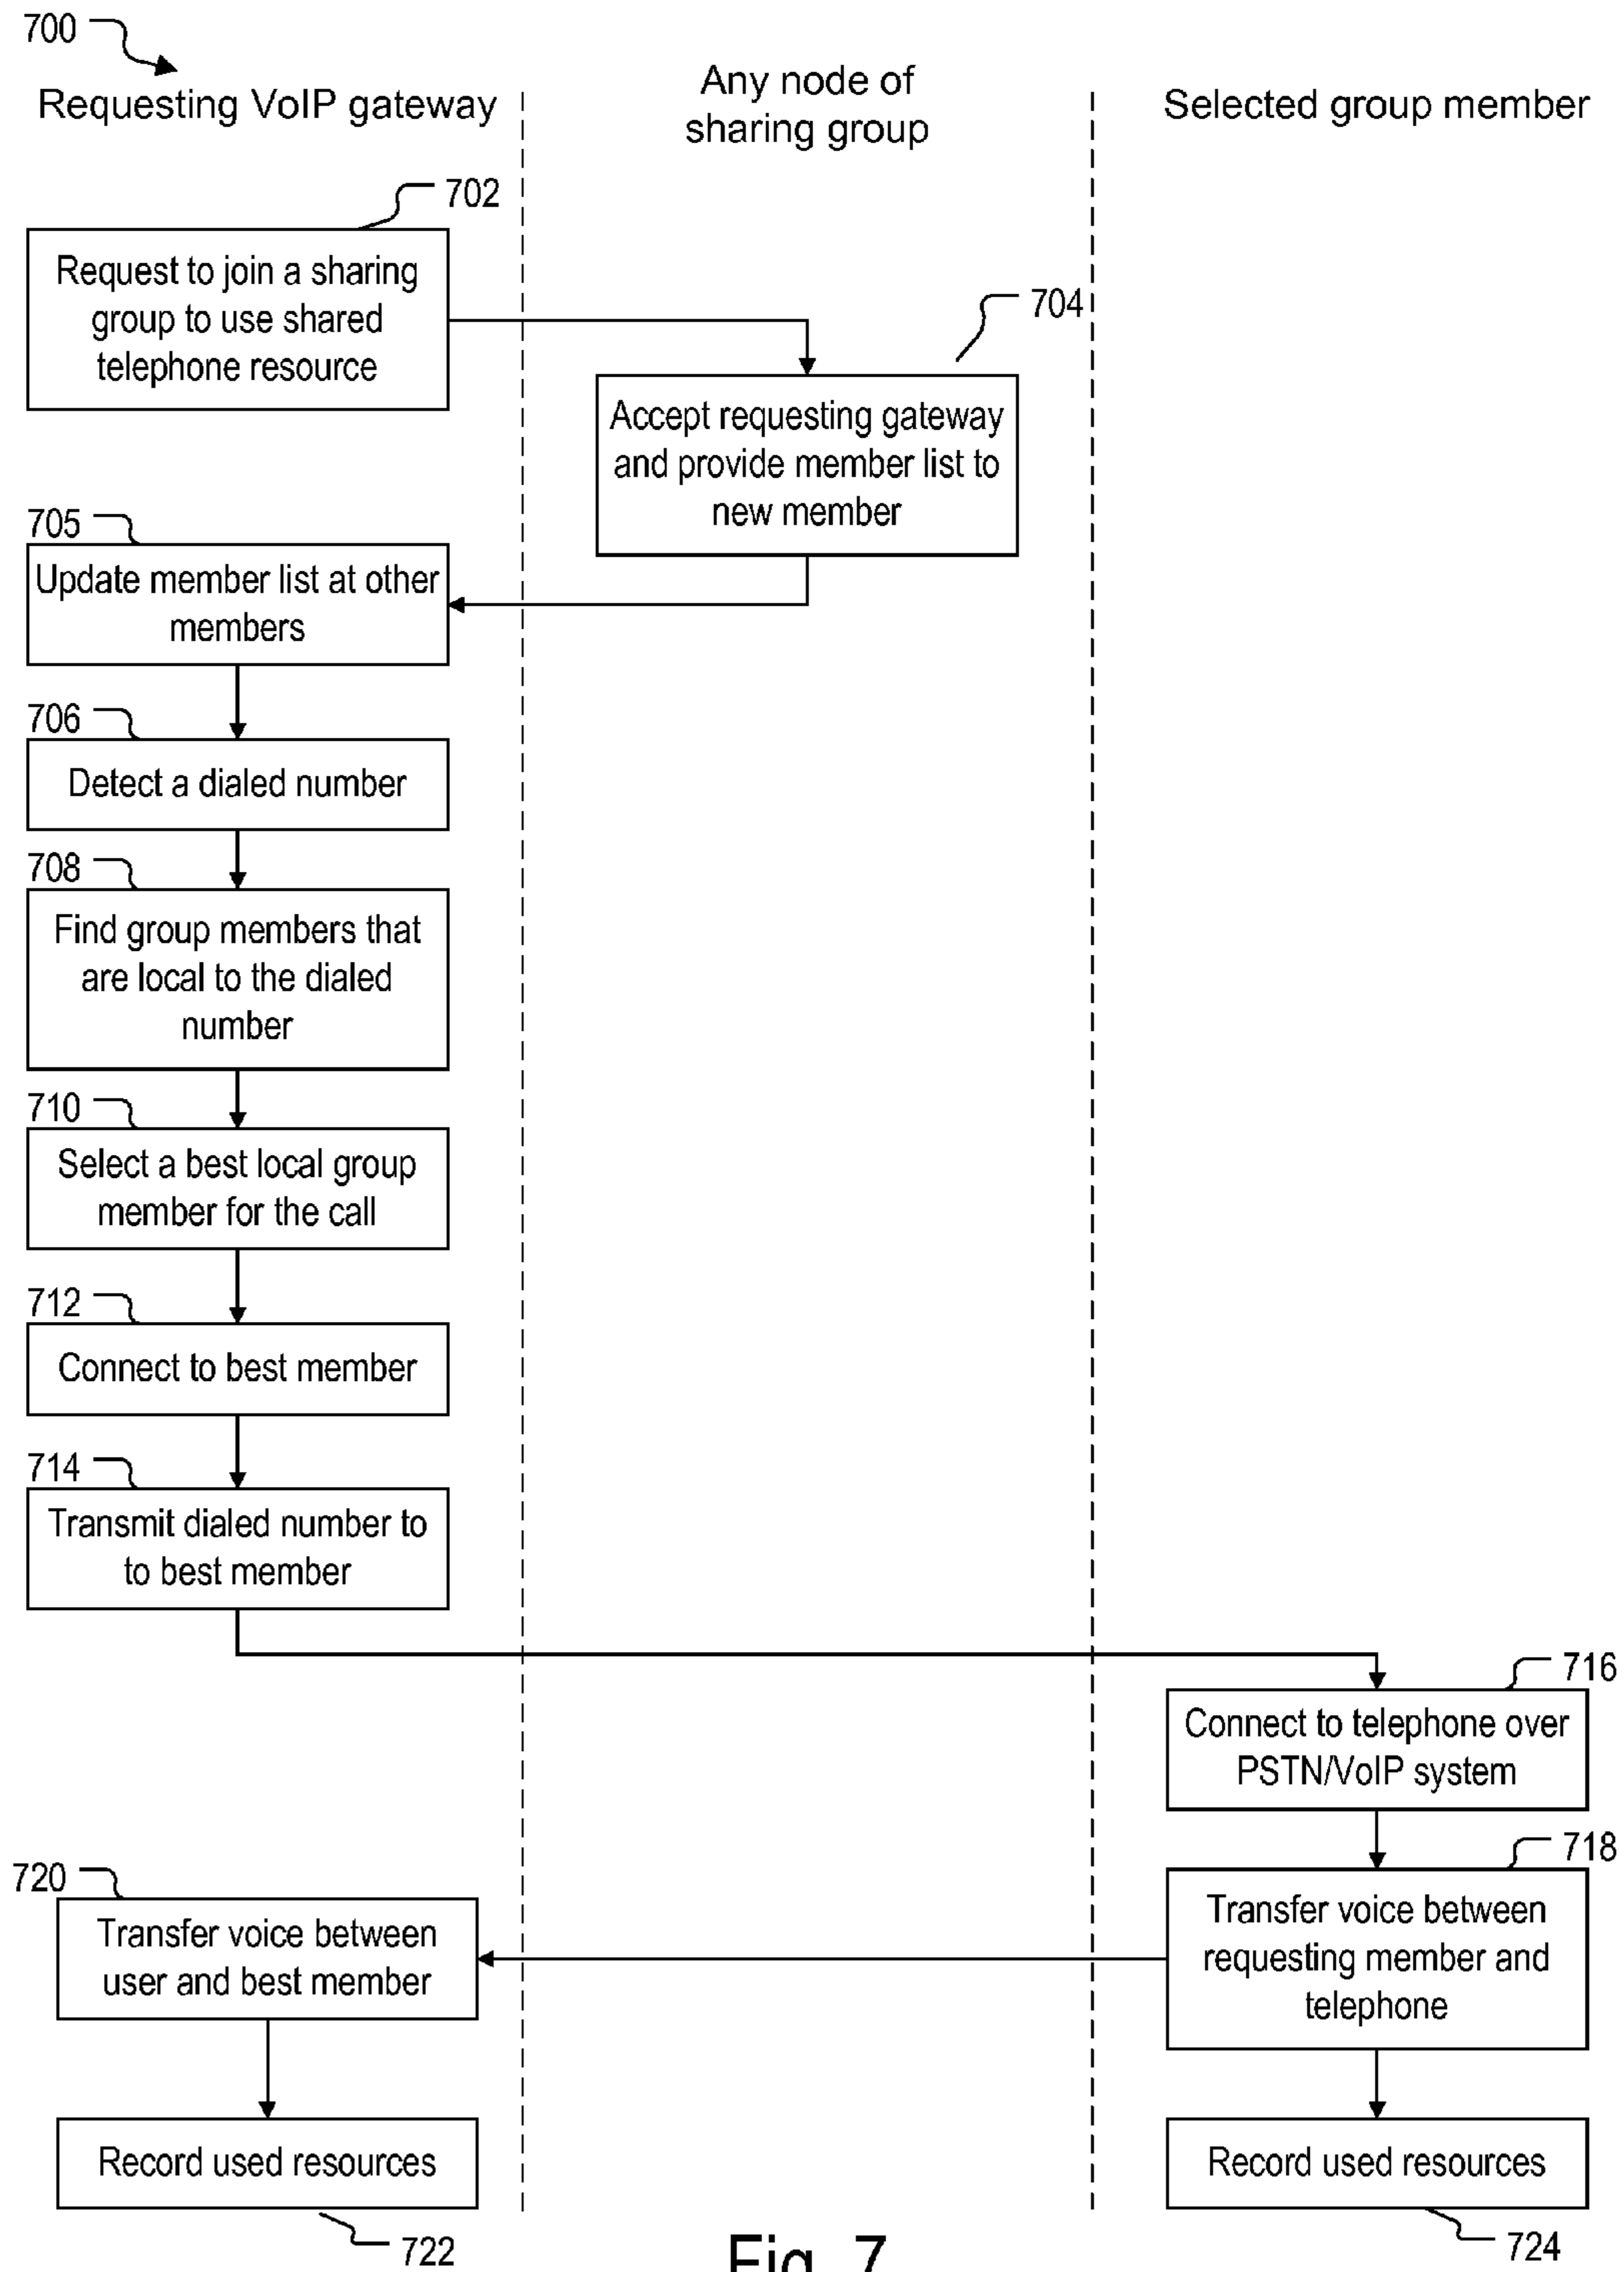 700
Requesting VoIP gateway
Any node of
sharing group
Selected group member
702
Request to join a sharing
group to use shared
telephone resource
704
Accept requesting gateway
and provide member list to
new member
705
Update member list at other
members
706
Detect a dialed number
708
Find group members that
are local to the dialed
number
710
Select a best local group
member for the call
712
Connect to best member
714
Transmit dialed number to
to best member
716
Connect to telephone over
PSTN/VoIP system
718
Transfer voice between
requesting member and
telephone
720
Transfer voice between
user and best member
Record used resources
722
Record used resources
724
Fig. 7